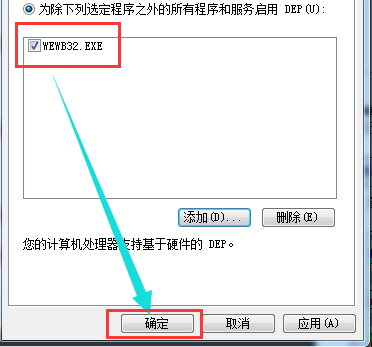 为除下列选定程序之外的所有程序和服务启用 DEP(U):
WEWB32.EXE
添加(D)... 删除(E)
您的计算机处理器支持基于硬件的 DEP。
确定 取消 应用(A)